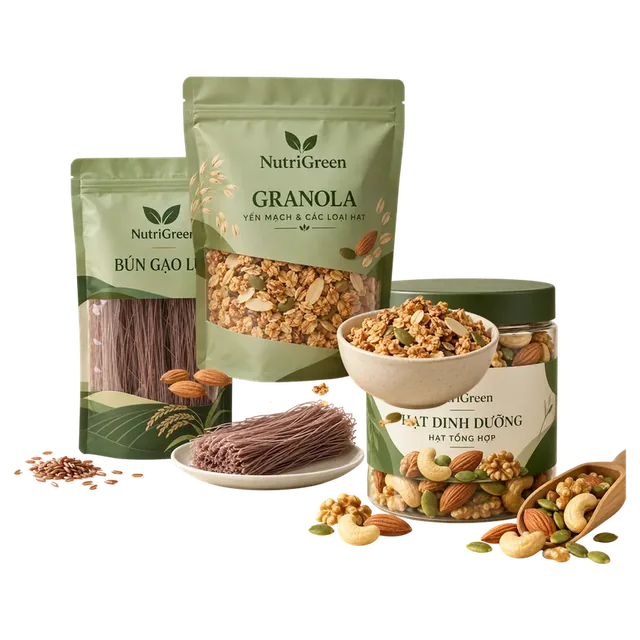 NutriGreen
BÚN GẠO L
NutriGreen
GRANOLA
YẾN MẠCH & CÁC LOẠI HẠT
triGreen
HẠT DINH DƯỠNG
HẠT TỔNG HỢP